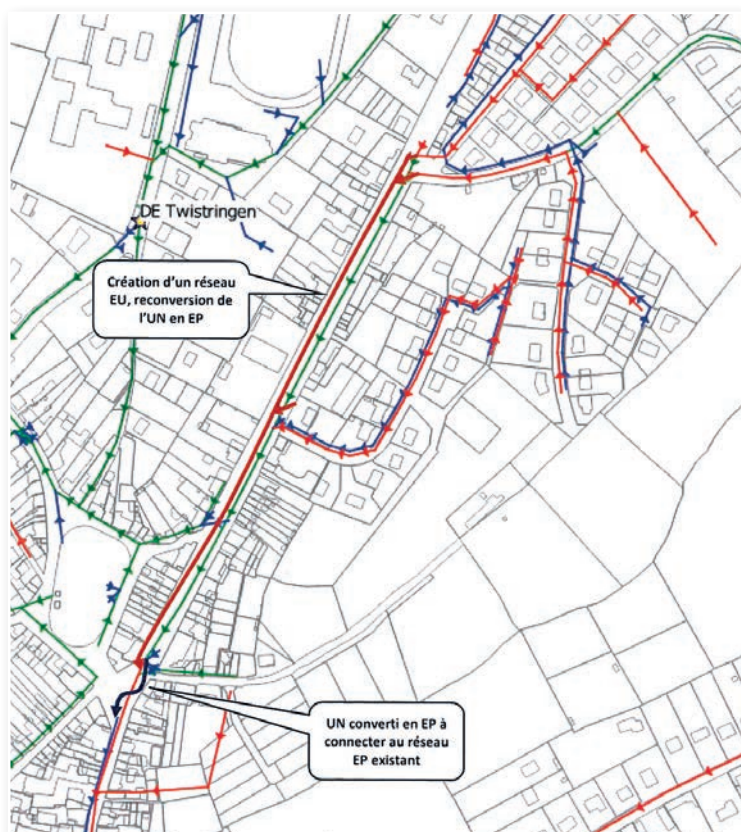 DE Twistringen
Création d’un réseau
EU, reconversion de
l’UN en EP
UN converti en EP à
connecter au réseau
EP existant